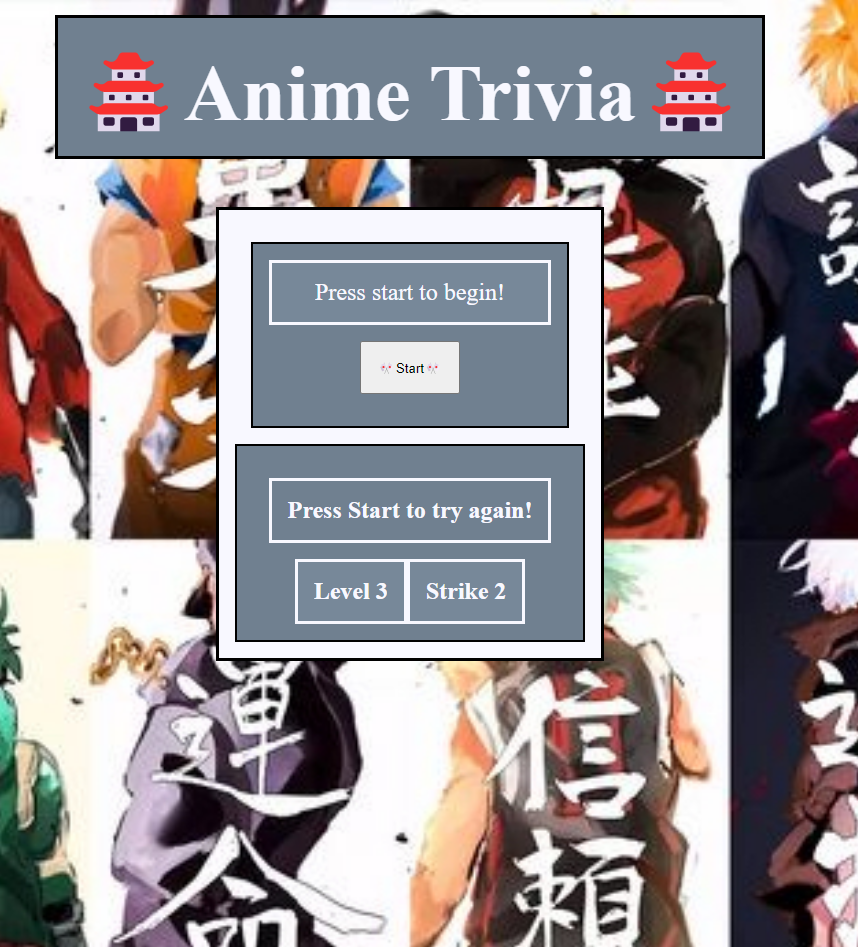 Anime Trivia
Press start to begin!
Start
Press Start to try again!
Level 3 Strike 2
運命
信頼